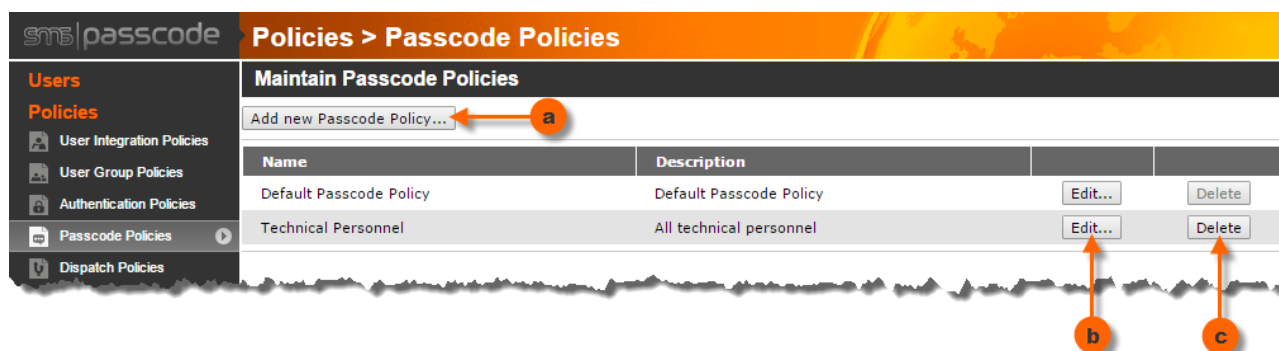 sms|passcode
Policies > Passcode Policies
Users
Policies
User Integration Policies
User Group Policies
Authentication Policies
Passcode Policies
Dispatch Policies
Maintain Passcode Policies
Add new Passcode Policy...
a
Name Description
Default Passcode Policy Default Passcode Policy Edit... Delete
Technical Personnel All technical personnel Edit... Delete
b c